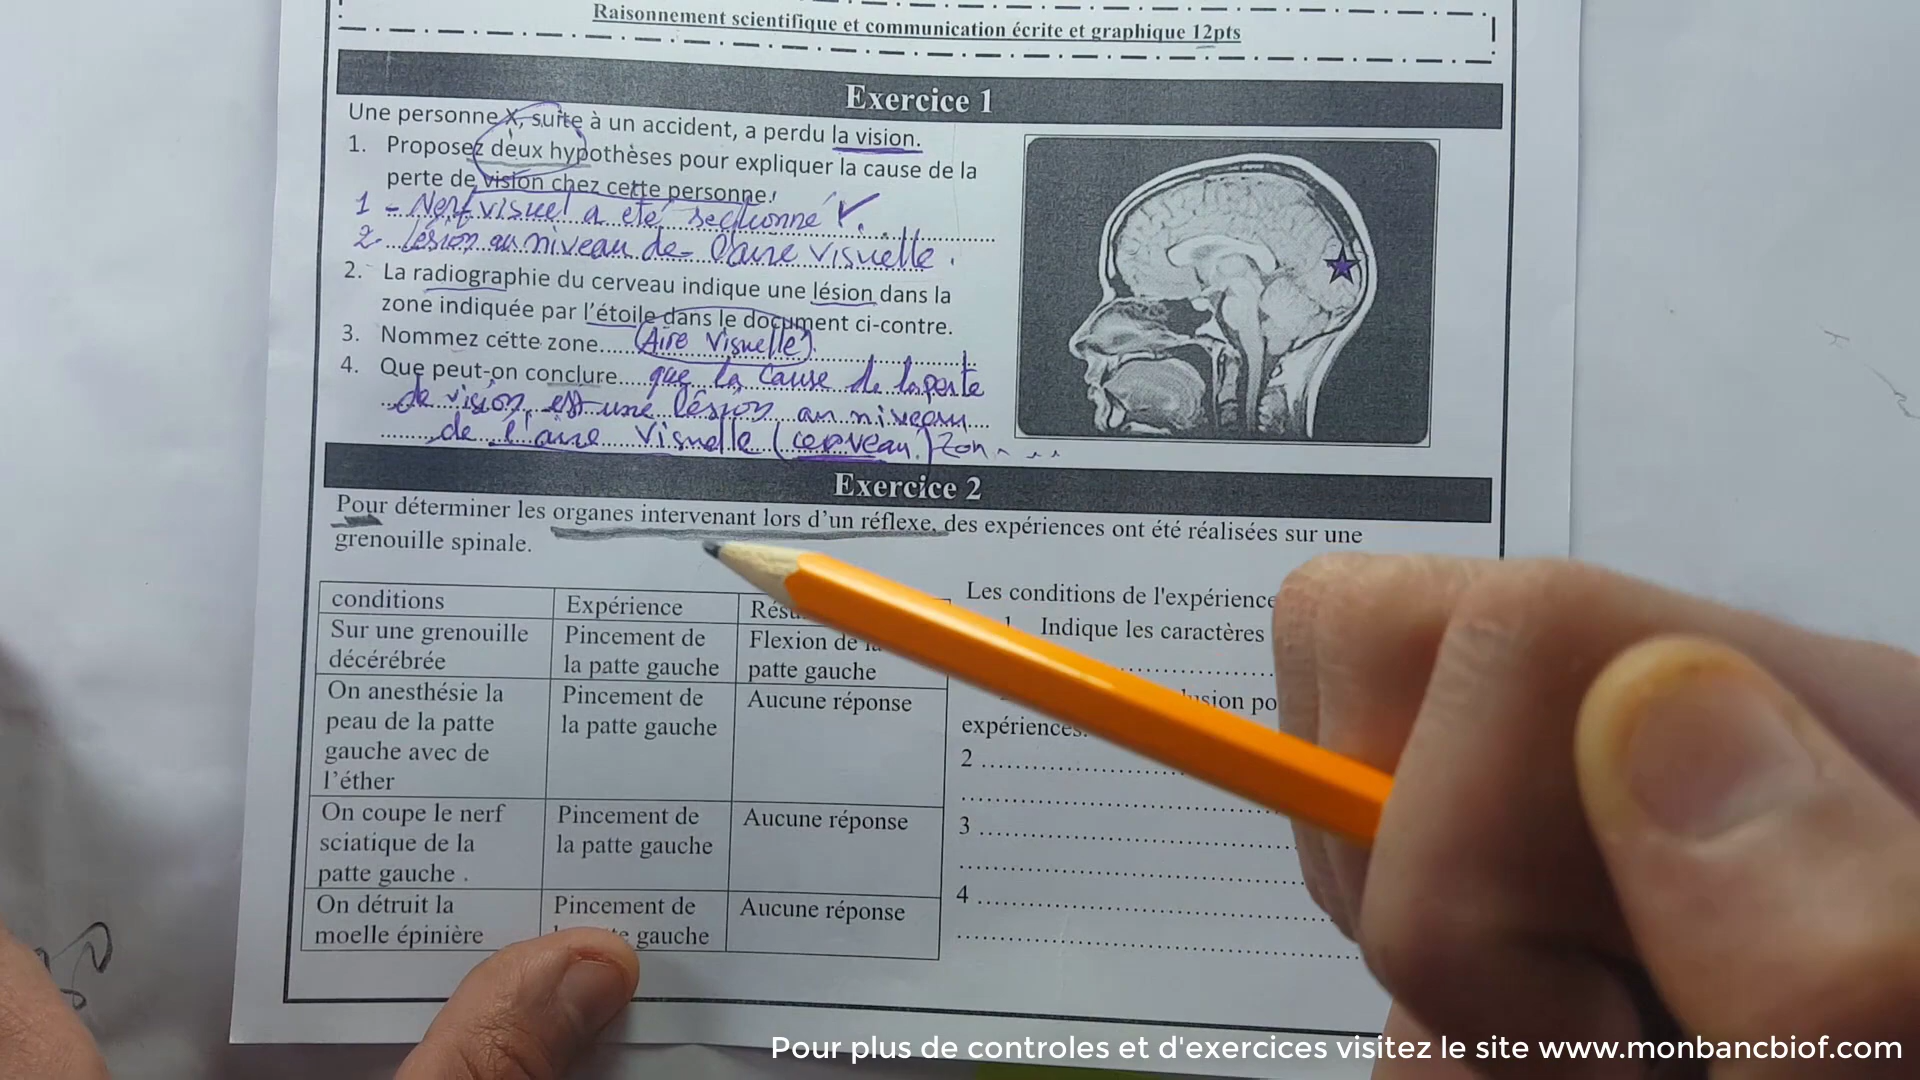 Raisonnement scientifique et communication écrite et graphique 12pts
Exercice 1
Une personne X, suite à un accident, a perdu la vision.
1. Proposez deux hypothèses pour expliquer la cause de la
perte de vision chez cette personne.
1 - Nerf visuel a été sectionné
2. lésion au niveau de l'aire visuelle.
2. La radiographie du cerveau indique une lésion dans la
zone indiquée par l'étoile dans le document ci-contre.
3. Nommez cette zone..... (Aire Visuelle)
4. Que peut-on conclure....que la cause de la perte
de vision est une lésion au niveau
de l'aire visuelle (cerveau)
Exercice 2
Pour déterminer les organes intervenant lors d'un réflexe, des expériences ont été réalisées sur une
grenouille spinale.
conditions Expérience
Sur une grenouille décérébrée Pincement de la patte gauche Flexion de patte gauche
On anesthésie la peau de la patte gauche avec de l'éther Pincement de la patte gauche Aucune réponse
On coupe le nerf sciatique de la patte gauche . Pincement de la patte gauche Aucune réponse
On détruit la moelle épinière Pincement de gauche Aucune réponse
Les conditions de l'expérience
Indique les caractères
expériences.
2
3
4
Pour plus de controles et d'exercices visitez le site www.monbancbiof.com